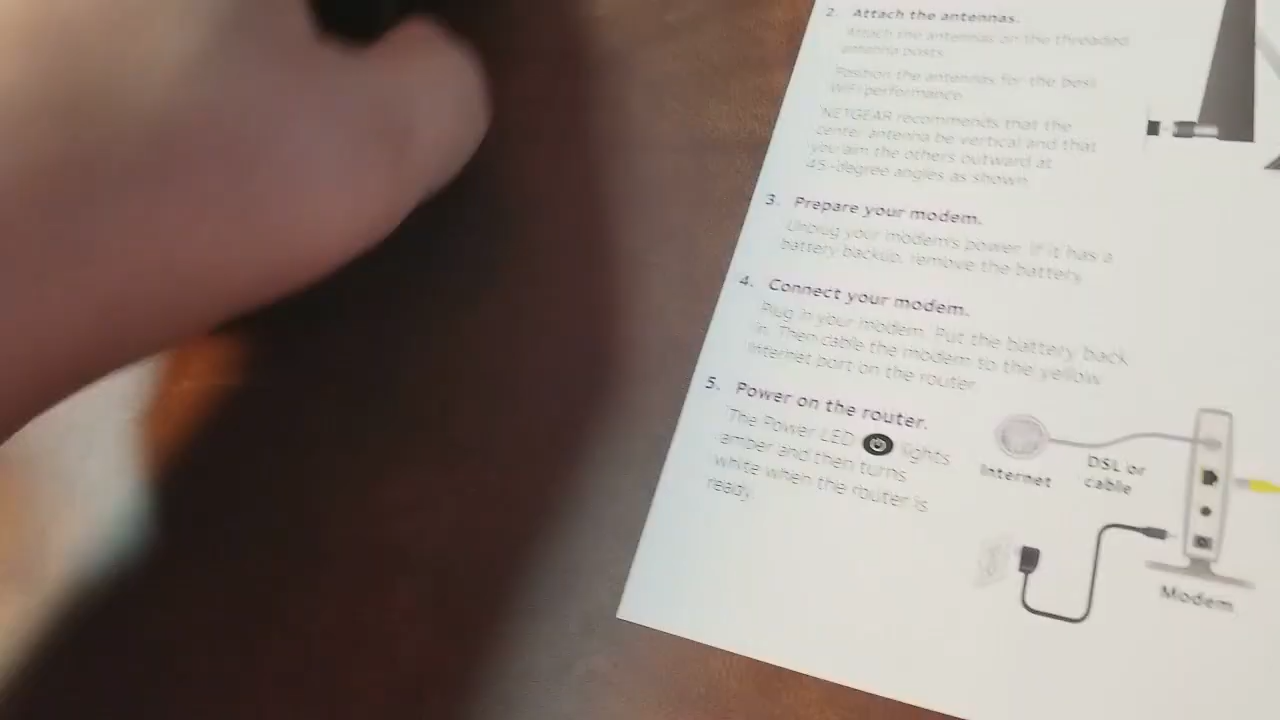 2. Attach the antennas.
Attach the antennas on the threaded
antenna posts.
Position the antennas for the best
WiFi performance.
NETGEAR recommends that the
center antenna be vertical and that
you aim the others outward at
45-degree angles as shown.
3. Prepare your modem.
Unplug your modem's power. If it has a
battery backup, remove the battery.
4. Connect your modem.
Plug in your modem. Put the battery back
in. Then cable the modem to the yellow
Internet port on the router.
5. Power on the router.
The Power LED lights
amber and then turns
white when the router is
ready.
Internet
DSL or
cable
Modem